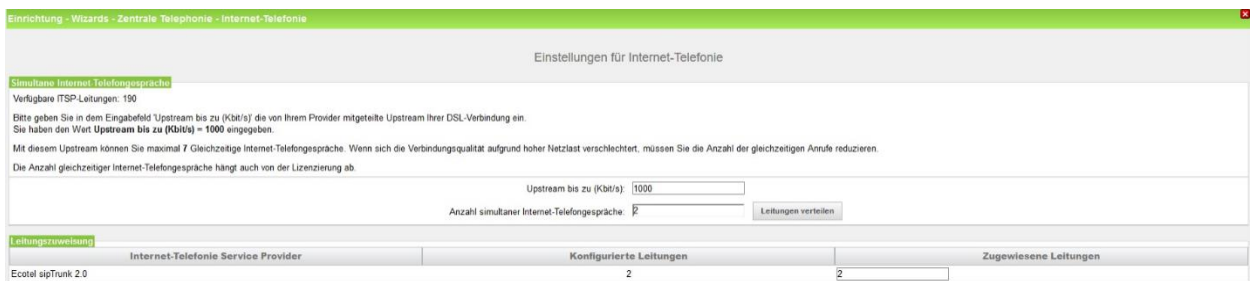 Einrichtung - Wizards - Zentrale Telephonie - Internet-Telefonie
Einstellungen für Internet-Telefonie
Simultane Internet Telefongespräche
Verfügbare ITSP-Leitungen: 190
Bitte geben Sie in dem Eingabefeld 'Upstream bis zu (Kbit/s)' die von Ihrem Provider mitgeteilte Upstream Ihrer DSL-Verbindung ein.
Sie haben den Wert Upstream bis zu (Kbit/s) = 1000 eingegeben.
Mit diesem Upstream können Sie maximal 7 Gleichzeitige Internet-Telefongespräche. Wenn sich die Verbindungsqualität aufgrund hoher Netzlast verschlechtert, müssen Sie die Anzahl der gleichzeitigen Anrufe reduzieren.
Die Anzahl gleichzeitiger Internet-Telefongespräche hängt auch von der Lizenzierung ab.
Upstream bis zu (Kbit/s): 1000
Anzahl simultaner Internet-Telefongespräche: 2 Leitungen verteilen
Leitungszuweisung
Internet-Telefonie Service Provider Konfigurierte Leitungen Zugewiesene Leitungen
Ecotel sipTrunk 2.0 2 2